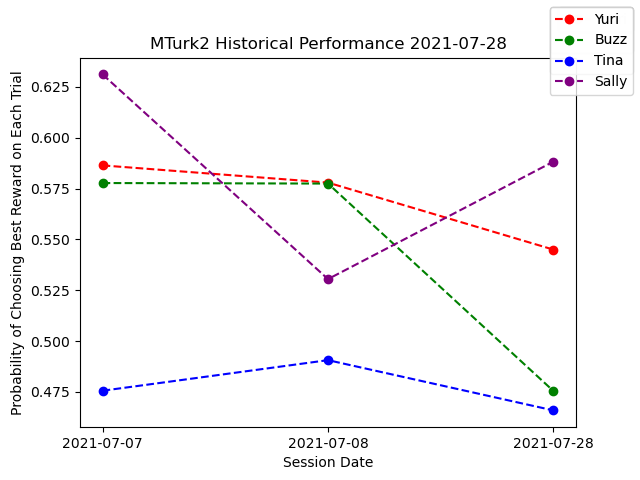 MTurk2 Historical Performance 2021-07-28
Yuri
Buzz
Tina
Sally
Probability of Choosing Best Reward on Each Trial
0.625
0.600
0.575
0.550
0.525
0.500
0.475
2021-07-07
2021-07-08
2021-07-28
Session Date